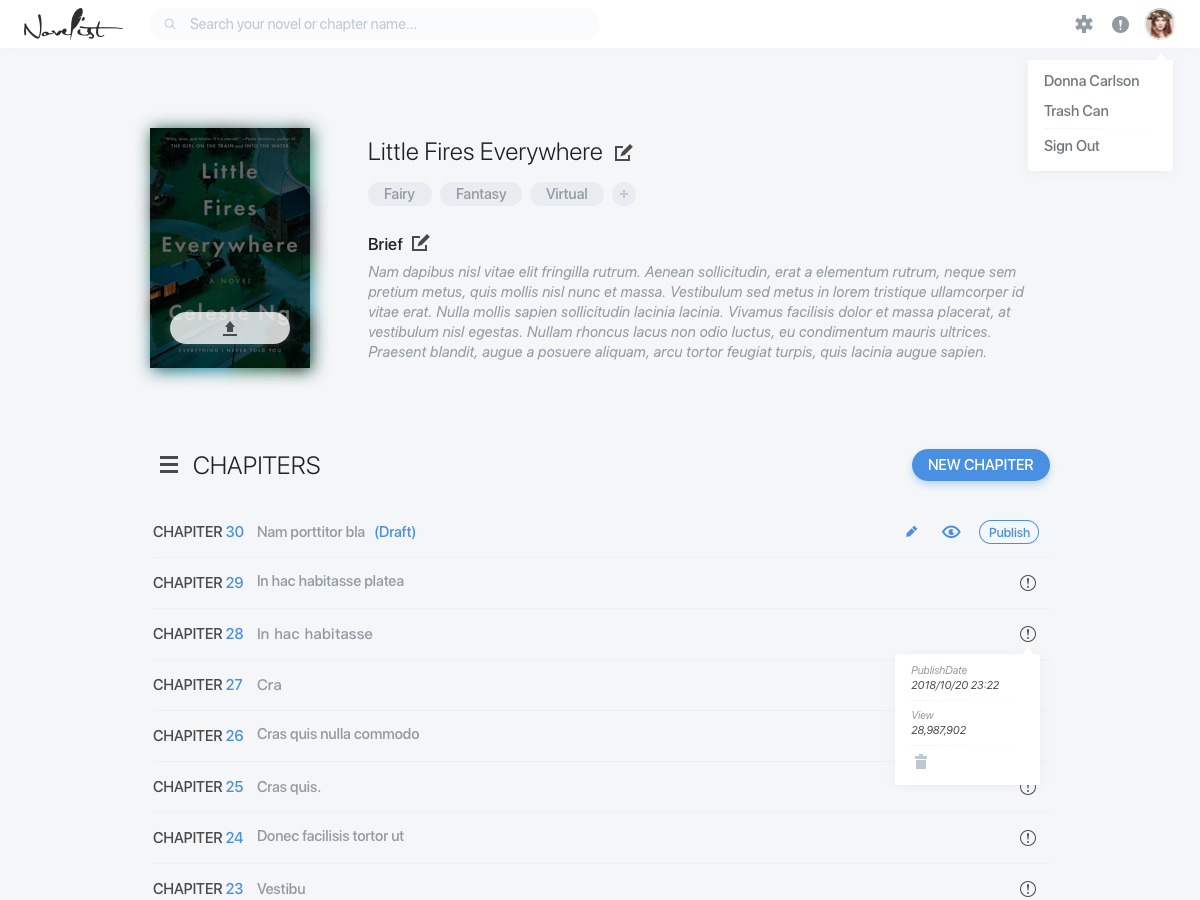 Novelist
Search your novel or chapter name...
Donna Carlson
Trash Can
Sign Out
THE GIRL ON THE TRAIN and INTO THE WATER
Little
Fires
Everywhere
A NOVEL
Celeste Ng
EVERYTHING I NEVER TOLD YOU
Little Fires Everywhere
Fairy
Fantasy
Virtual
+
Brief
Nam dapibus nisl vitae elit fringilla rutrum. Aenean sollicitudin, erat a elementum rutrum, neque sem
pretium metus, quis mollis nisl nunc et massa. Vestibulum sed metus in lorem tristique ullamcorper id
vitae erat. Nulla mollis sapien sollicitudin lacinia lacinia. Vivamus facilisis dolor et massa placerat, at
vestibulum nisl egestas. Nullam rhoncus lacus non odio luctus, eu condimentum mauris ultrices.
Praesent blandit, augue a posuere aliquam, arcu tortor feugiat turpis, quis lacinia augue sapien.
CHAPITERS
NEW CHAPITER
CHAPITER 30 Nam porttitor bla (Draft) Publish
CHAPITER 29 In hac habitasse platea
CHAPITER 28 In hac habitasse
PublishDate
2018/10/20 23:22
View
28,987,902
CHAPITER 27 Cra
CHAPITER 26 Cras quis nulla commodo
CHAPITER 25 Cras quis.
CHAPITER 24 Donec facilisis tortor ut
CHAPITER 23 Vestibu